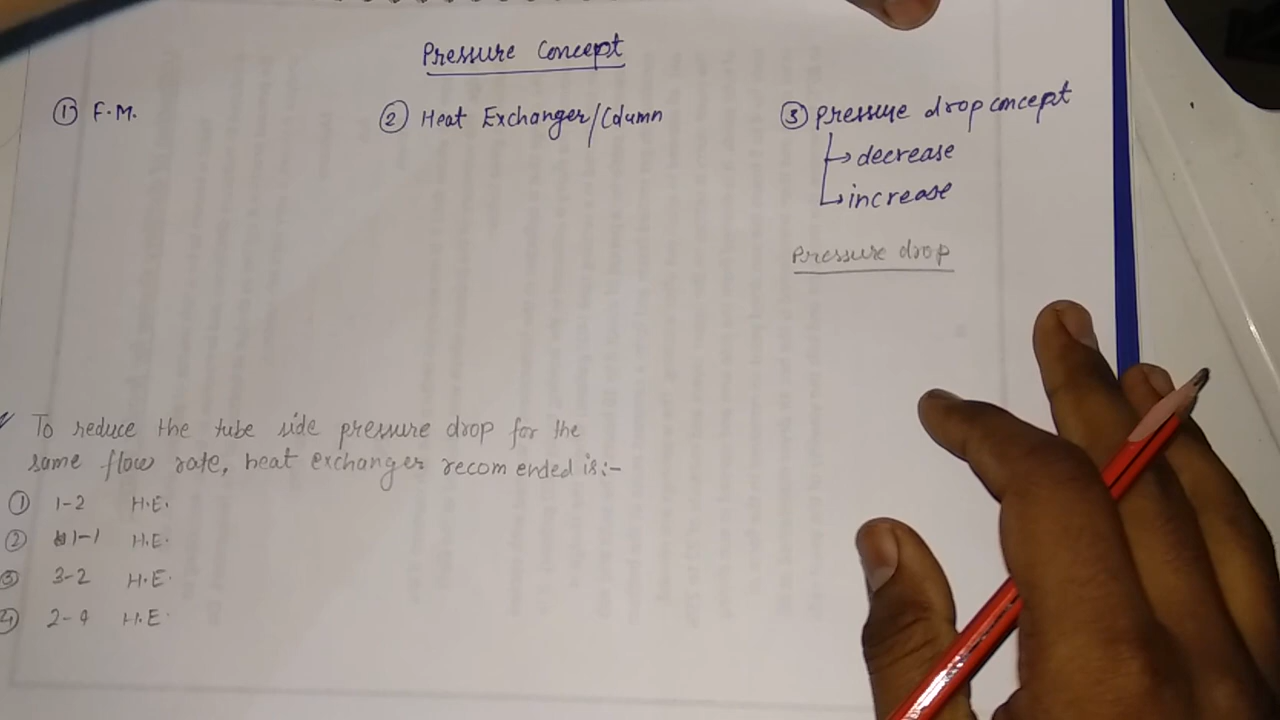 Pressure Concept
① F.M.
② Heat Exchanger/Column
③ Pressure drop concept
→ decrease
→ increase
Pressure drop
To reduce the tube side pressure drop for the
same flow rate, heat exchanger recomended is:-
① 1-2 H.E.
② 1-1 H.E.
③ 3-2 H.E.
④ 2-4 H.E